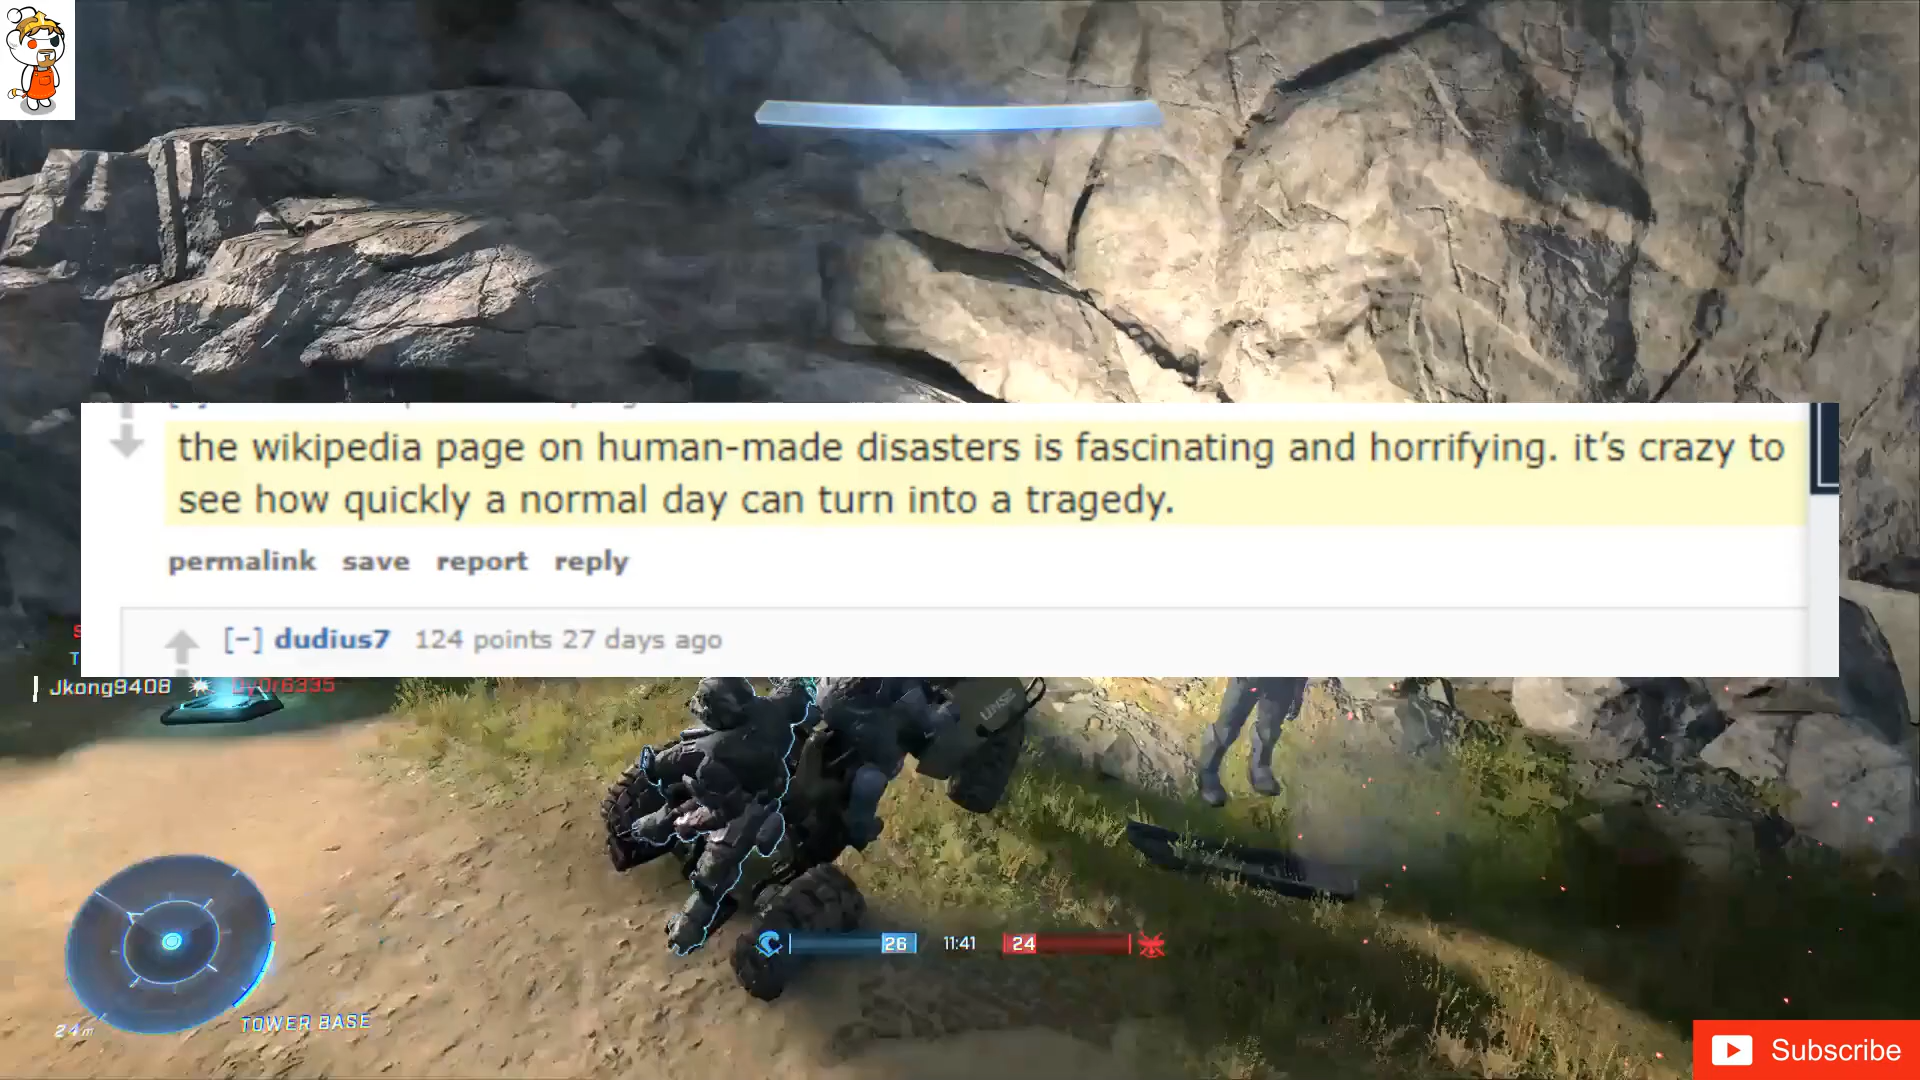 the wikipedia page on human-made disasters is fascinating and horrifying. it's crazy to
see how quickly a normal day can turn into a tragedy.
permalink save report reply
[-] dudius7 124 points 27 days ago
Jkong9408
UNSC
26 11:41 24
24m
TOWER BASE
Subscribe